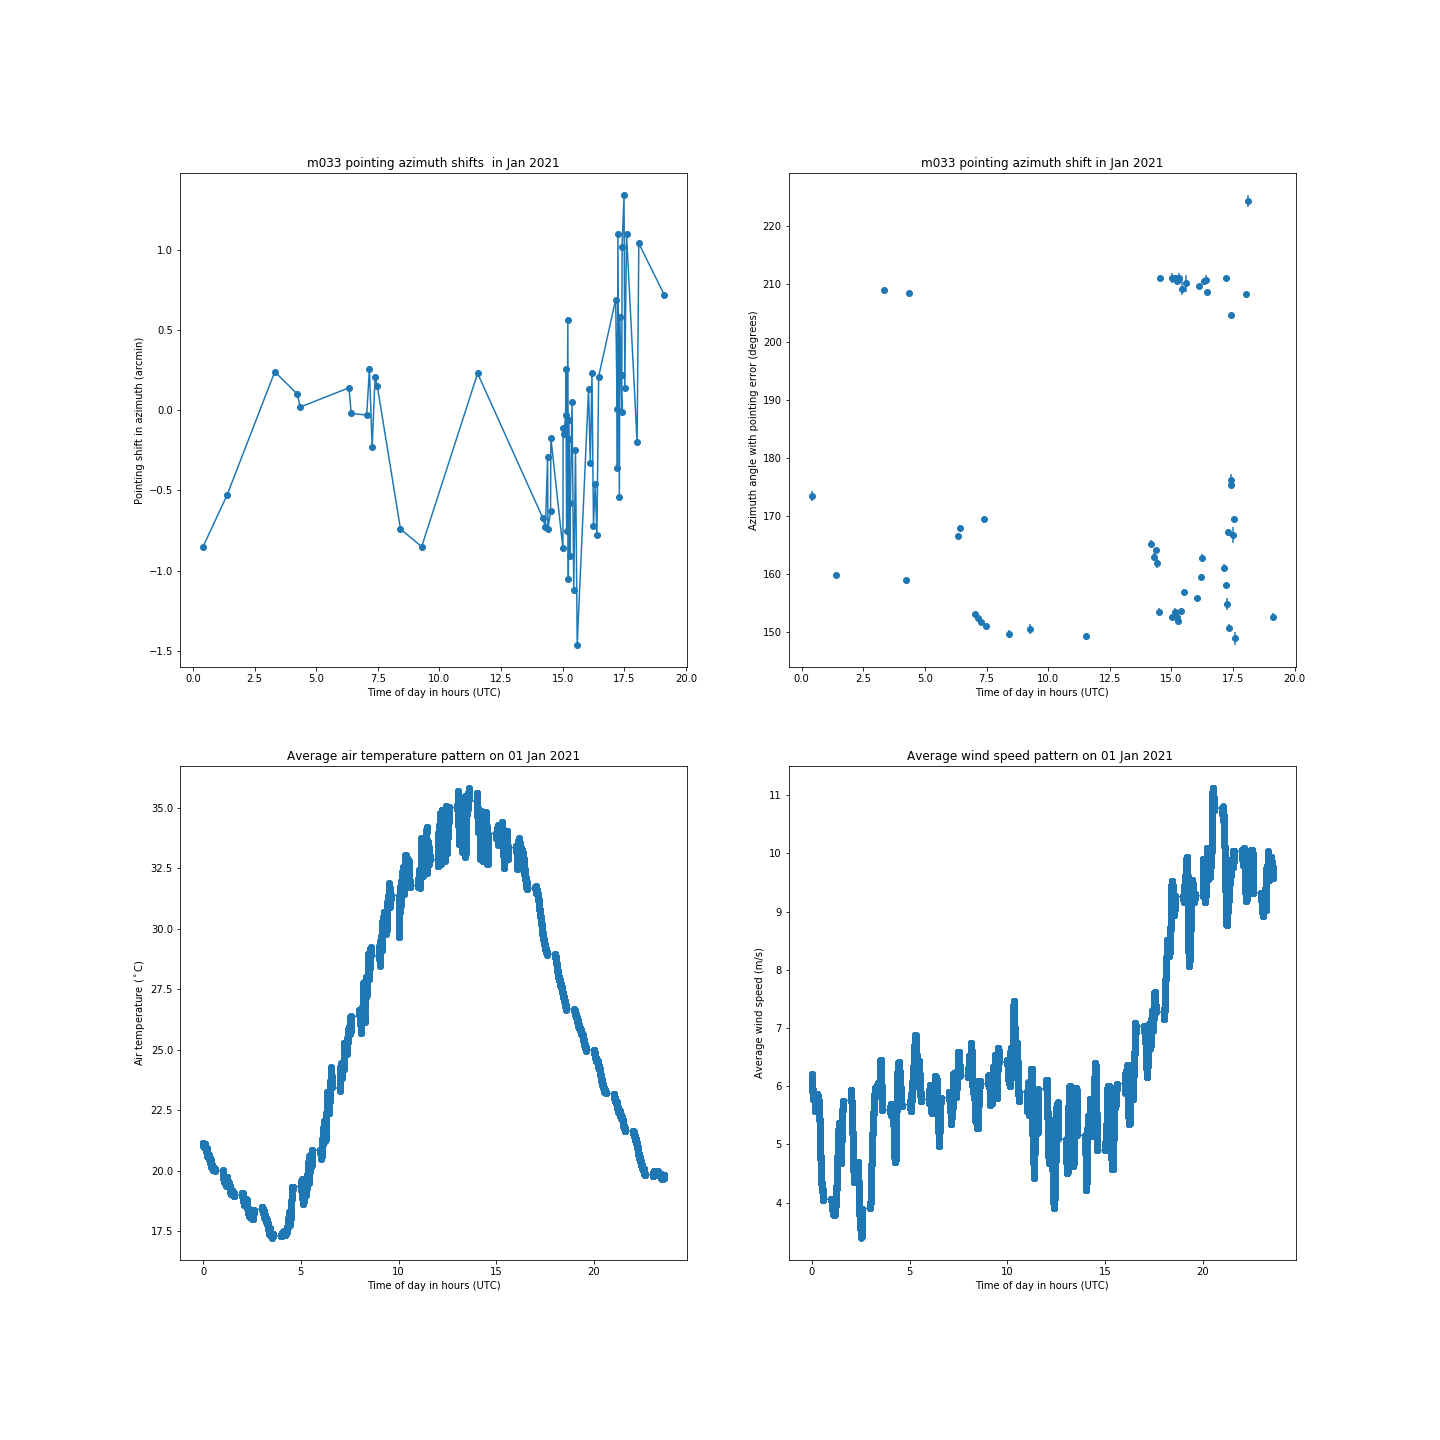 m033 pointing azimuth shifts  in Jan 2021
1.0
0.5
0.0
−0.5
−1.0
−1.5
Pointing shift in azimuth (arcmin)
0.0 2.5 5.0 7.5 10.0 12.5 15.0 17.5 20.0
Time of day in hours (UTC)
m033 pointing azimuth shift in Jan 2021
220
210
200
190
180
170
160
150
Azimuth angle with pointing error (degrees)
0.0 2.5 5.0 7.5 10.0 12.5 15.0 17.5 20.0
Time of day in hours (UTC)
Average air temperature pattern on 01 Jan 2021
35.0
32.5
30.0
27.5
25.0
22.5
20.0
17.5
Air temperature (°C)
0 5 10 15 20
Time of day in hours (UTC)
Average wind speed pattern on 01 Jan 2021
11
10
9
8
7
6
5
4
Average wind speed (m/s)
0 5 10 15 20
Time of day in hours (UTC)